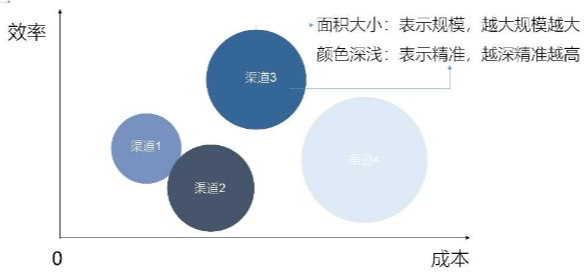 效率
面积大小：表示规模，越大规模越大
颜色深浅：表示精准，越深精准越高
渠道3
渠道1
渠道4
渠道2
0
成本